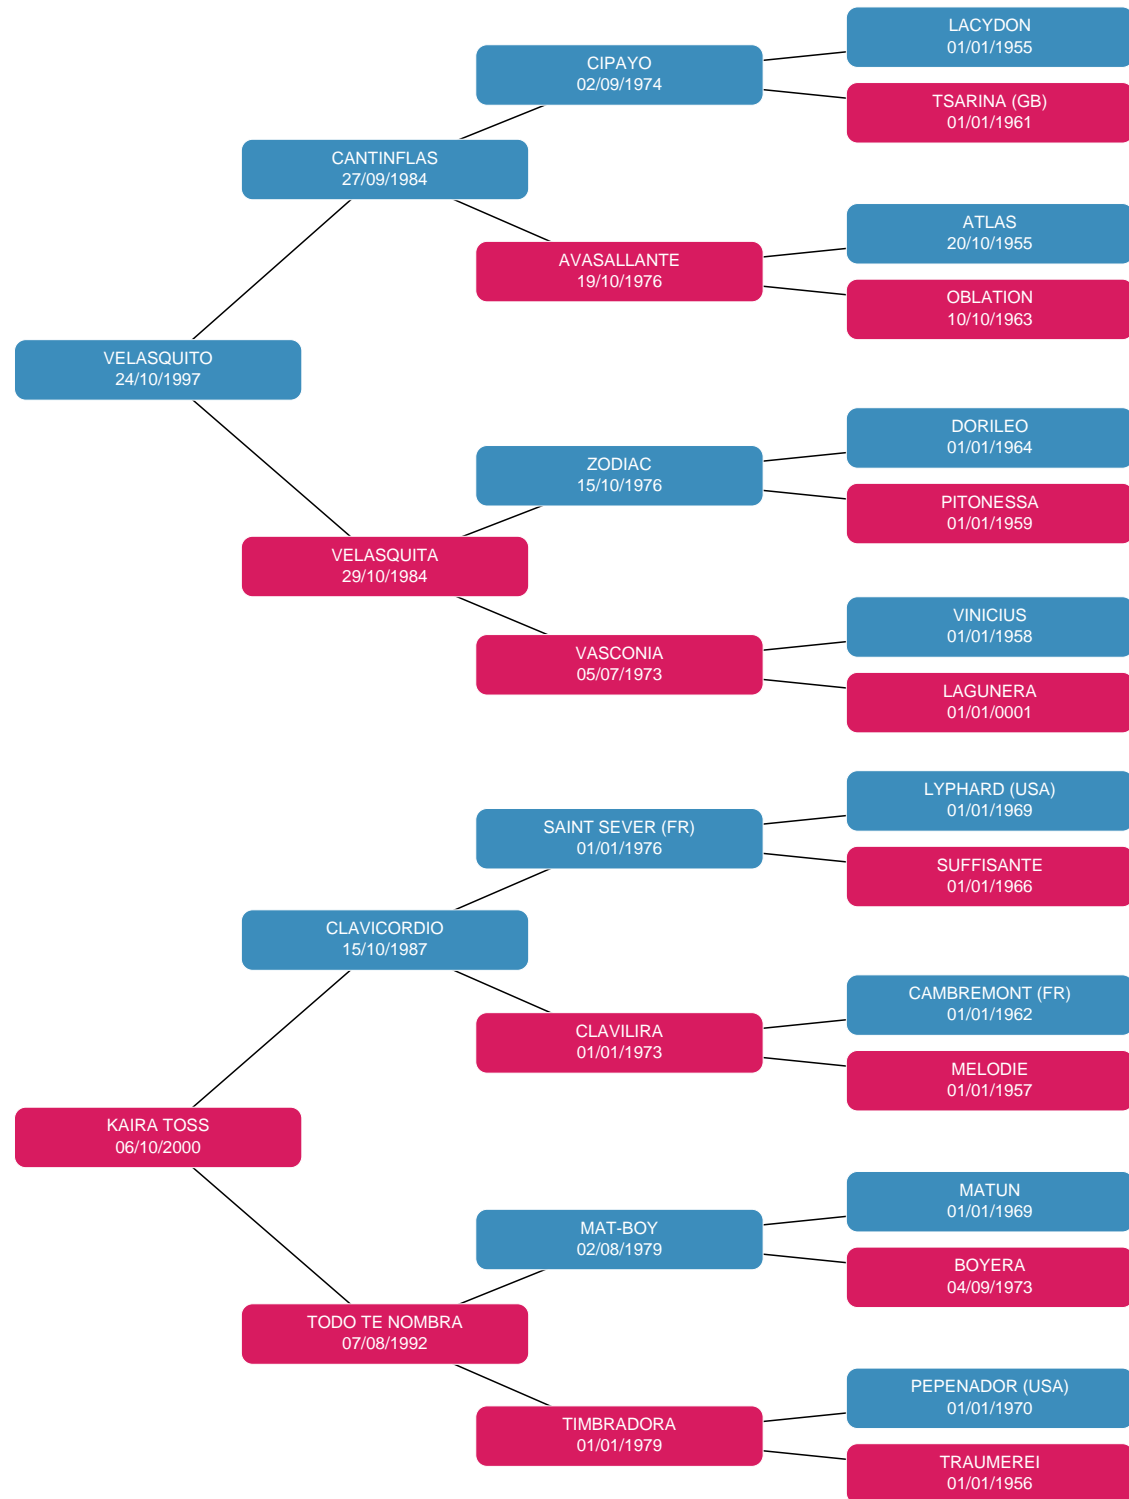 LACYDON
01/01/1955
CIPAYO
02/09/1974
TSARINA (GB)
01/01/1961
CANTINFLAS
27/09/1984
ATLAS
20/10/1955
AVASALLANTE
19/10/1976
OBLATION
10/10/1963
VELASQUITO
24/10/1997
DORILEO
01/01/1964
ZODIAC
15/10/1976
PITONESSA
01/01/1959
VELASQUITA
29/10/1984
VINICIUS
01/01/1958
VASCONIA
05/07/1973
LAGUNERA
01/01/0001
LYPHARD (USA)
01/01/1969
SAINT SEVER (FR)
01/01/1976
SUFFISANTE
01/01/1966
CLAVICORDIO
15/10/1987
CAMBREMONT (FR)
01/01/1962
CLAVILIRA
01/01/1973
MELODIE
01/01/1957
KAIRA TOSS
06/10/2000
MATUN
01/01/1969
MAT-BOY
02/08/1979
BOYERA
04/09/1973
TODO TE NOMBRA
07/08/1992
PEPENADOR (USA)
01/01/1970
TIMBRADORA
01/01/1979
TRAUMEREI
01/01/1956